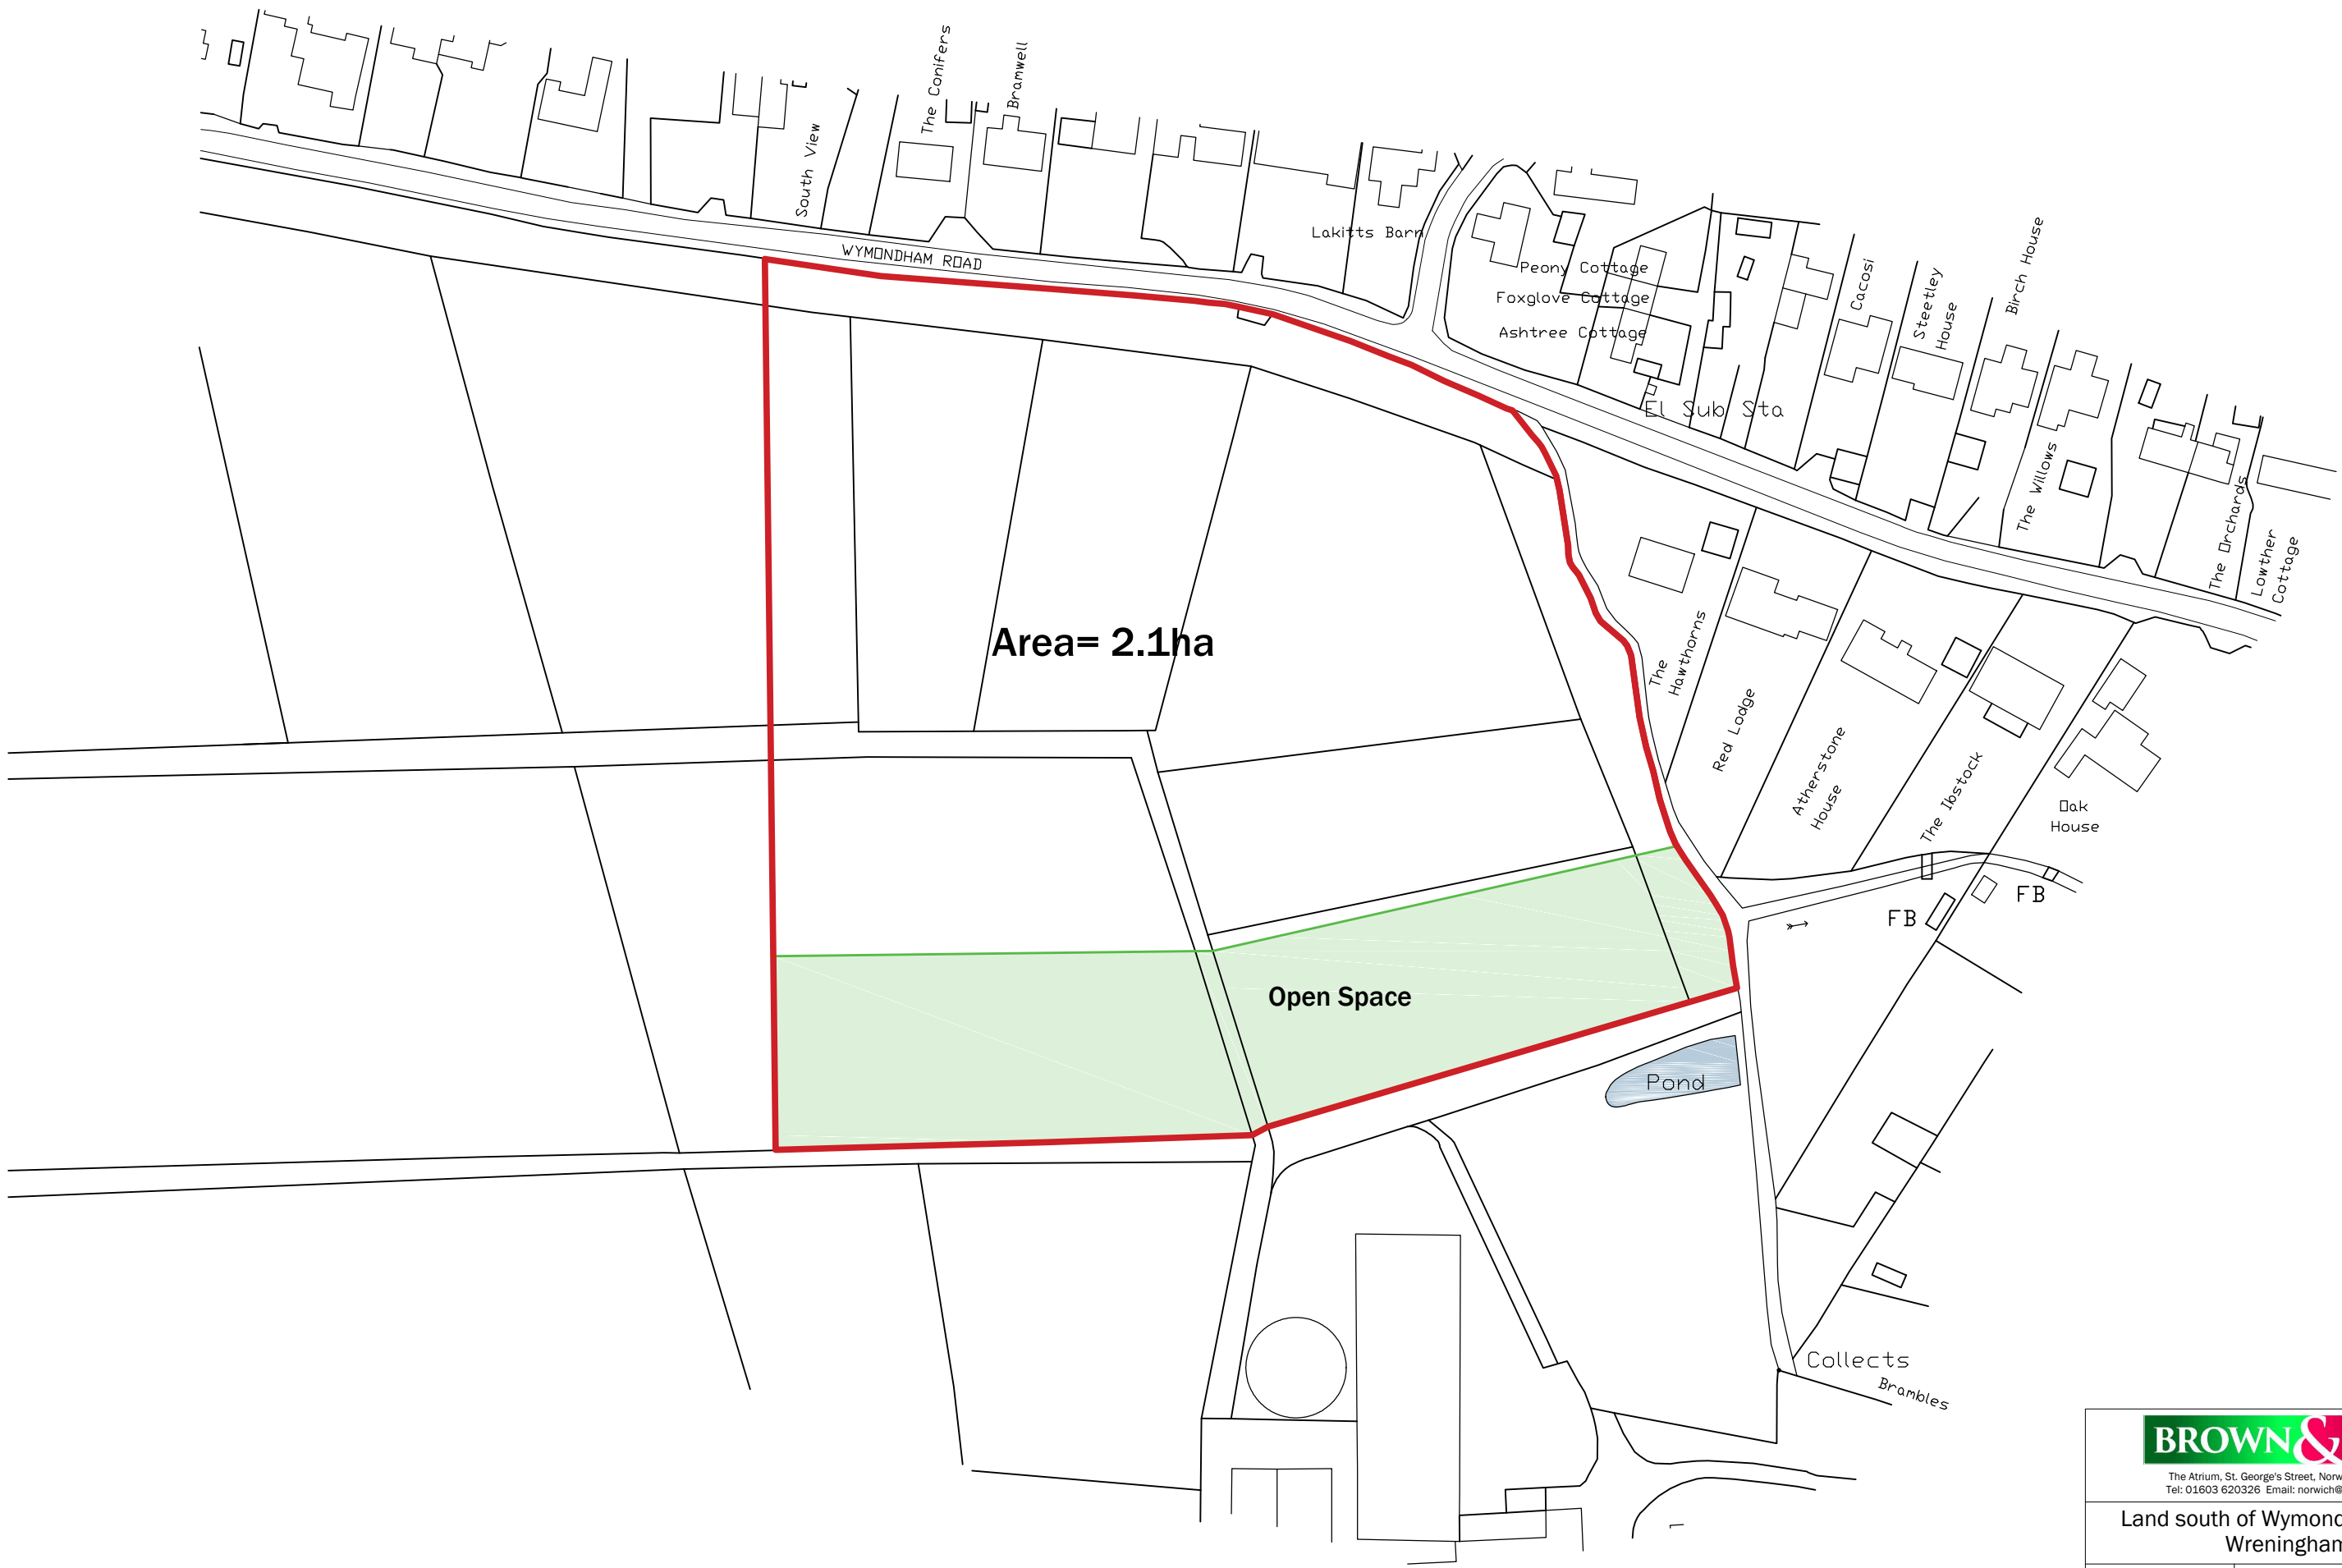 The Conifers
Bramwell
South View
WYMONDHAM ROAD
Lakitts Barn
Peony Cottage
Foxglove Cottage
Ashtree Cottage
El Sub Sta
Cacosi
Steetley
House
Birch House
The Willows
The Orchards
Lowther
Cottage
Area= 2.1ha
The
Hawthorns
Red Lodge
Atherstone
House
The Ibstock
Oak
House
FB
FB
Open Space
Pond
Collects
Brambles
BROWN&
The Atrium, St. George's Street, Norw
Tel: 01603 620326 Email: norwich@
Land south of Wymond
Wreningham